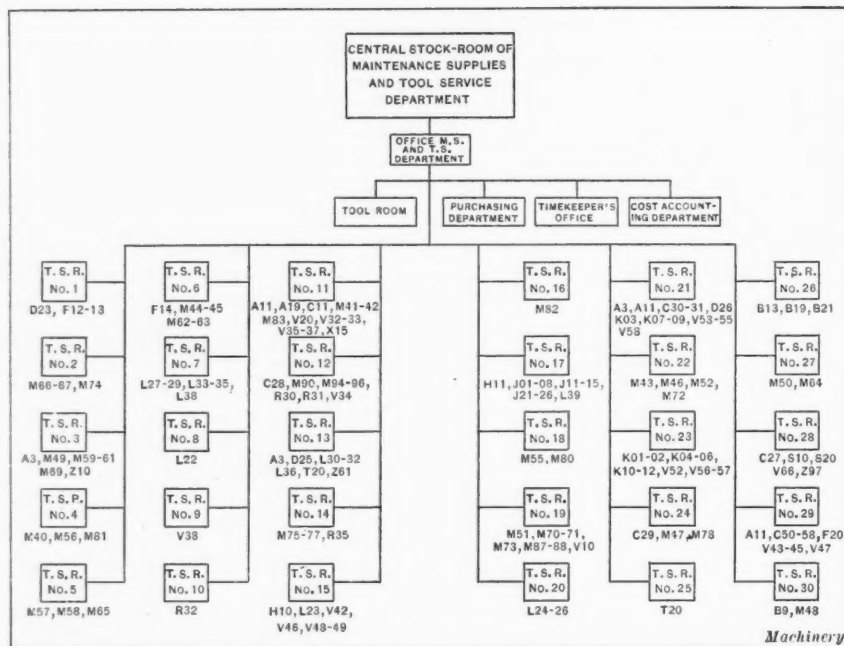 CENTRAL STOCK-ROOM OF
MAINTENANCE SUPPLIES
AND TOOL SERVICE
DEPARTMENT
OFFICE M.S.
AND T.S.
DEPARTMENT
TOOL ROOM
PURCHASING
DEPARTMENT
TIMEKEEPER'S
OFFICE
COST ACCOUNT-
ING DEPARTMENT
T. S. R.
No. 1
D23, F12-13
T. S. R.
No. 2
M66-67, M74
T. S. R.
No. 3
A3, M49, M59-61
M69, Z10
T. S. P.
No. 4
M40, M56, M81
T. S. R.
No. 5
M57, M58, M65
T. S. R.
No. 6
F14, M44-45
M62-63
T. S. R.
No. 7
L27-29, L33-35,
L38
T. S. R.
No. 8
L22
T. S. R.
No. 9
V38
T. S. R.
No. 10
R32
T. S. R.
No. 11
A11, A19, C11, M41-42
M83, V20, V32-33,
V35-37, X15
T. S. R.
No. 12
C28, M90, M94-96,
R30, R31, V34
T. S. R.
No. 13
A3, D25, L30-32
L36, T20, Z61
T. S. R.
No. 14
M75-77, R35
T. S. R.
No. 15
H10, L23, V42,
V46, V48-49
T. S. R.
No. 16
M82
T. S. R.
No. 17
H11, J01-08, J11-15,
J21-26, L39
T. S. R.
No. 18
M55, M80
T. S. R.
No. 19
M51, M70-71,
M73, M87-88, V10
T. S. R.
No. 20
L24-26
T. S. R.
No. 21
A3, A11, C30-31, D26
K03, K07-09, V53-55
V58
T. S. R.
No. 22
M43, M46, M52,
M72
T. S. R.
No. 23
K01-02, K04-06,
K10-12, V52, V56-57
T. S. R.
No. 24
C29, M47, M78
T. S. R.
No. 25
T20
T. S. R.
No. 26
B13, B19, B21
T. S. R.
No. 27
M50, M64
T. S. R.
No. 28
C27, S10, S20
V66, Z97
T. S. R.
No. 29
A11, C50-58, F20
V43-45, V47
T. S. R.
No. 30
B9, M48
Machinery